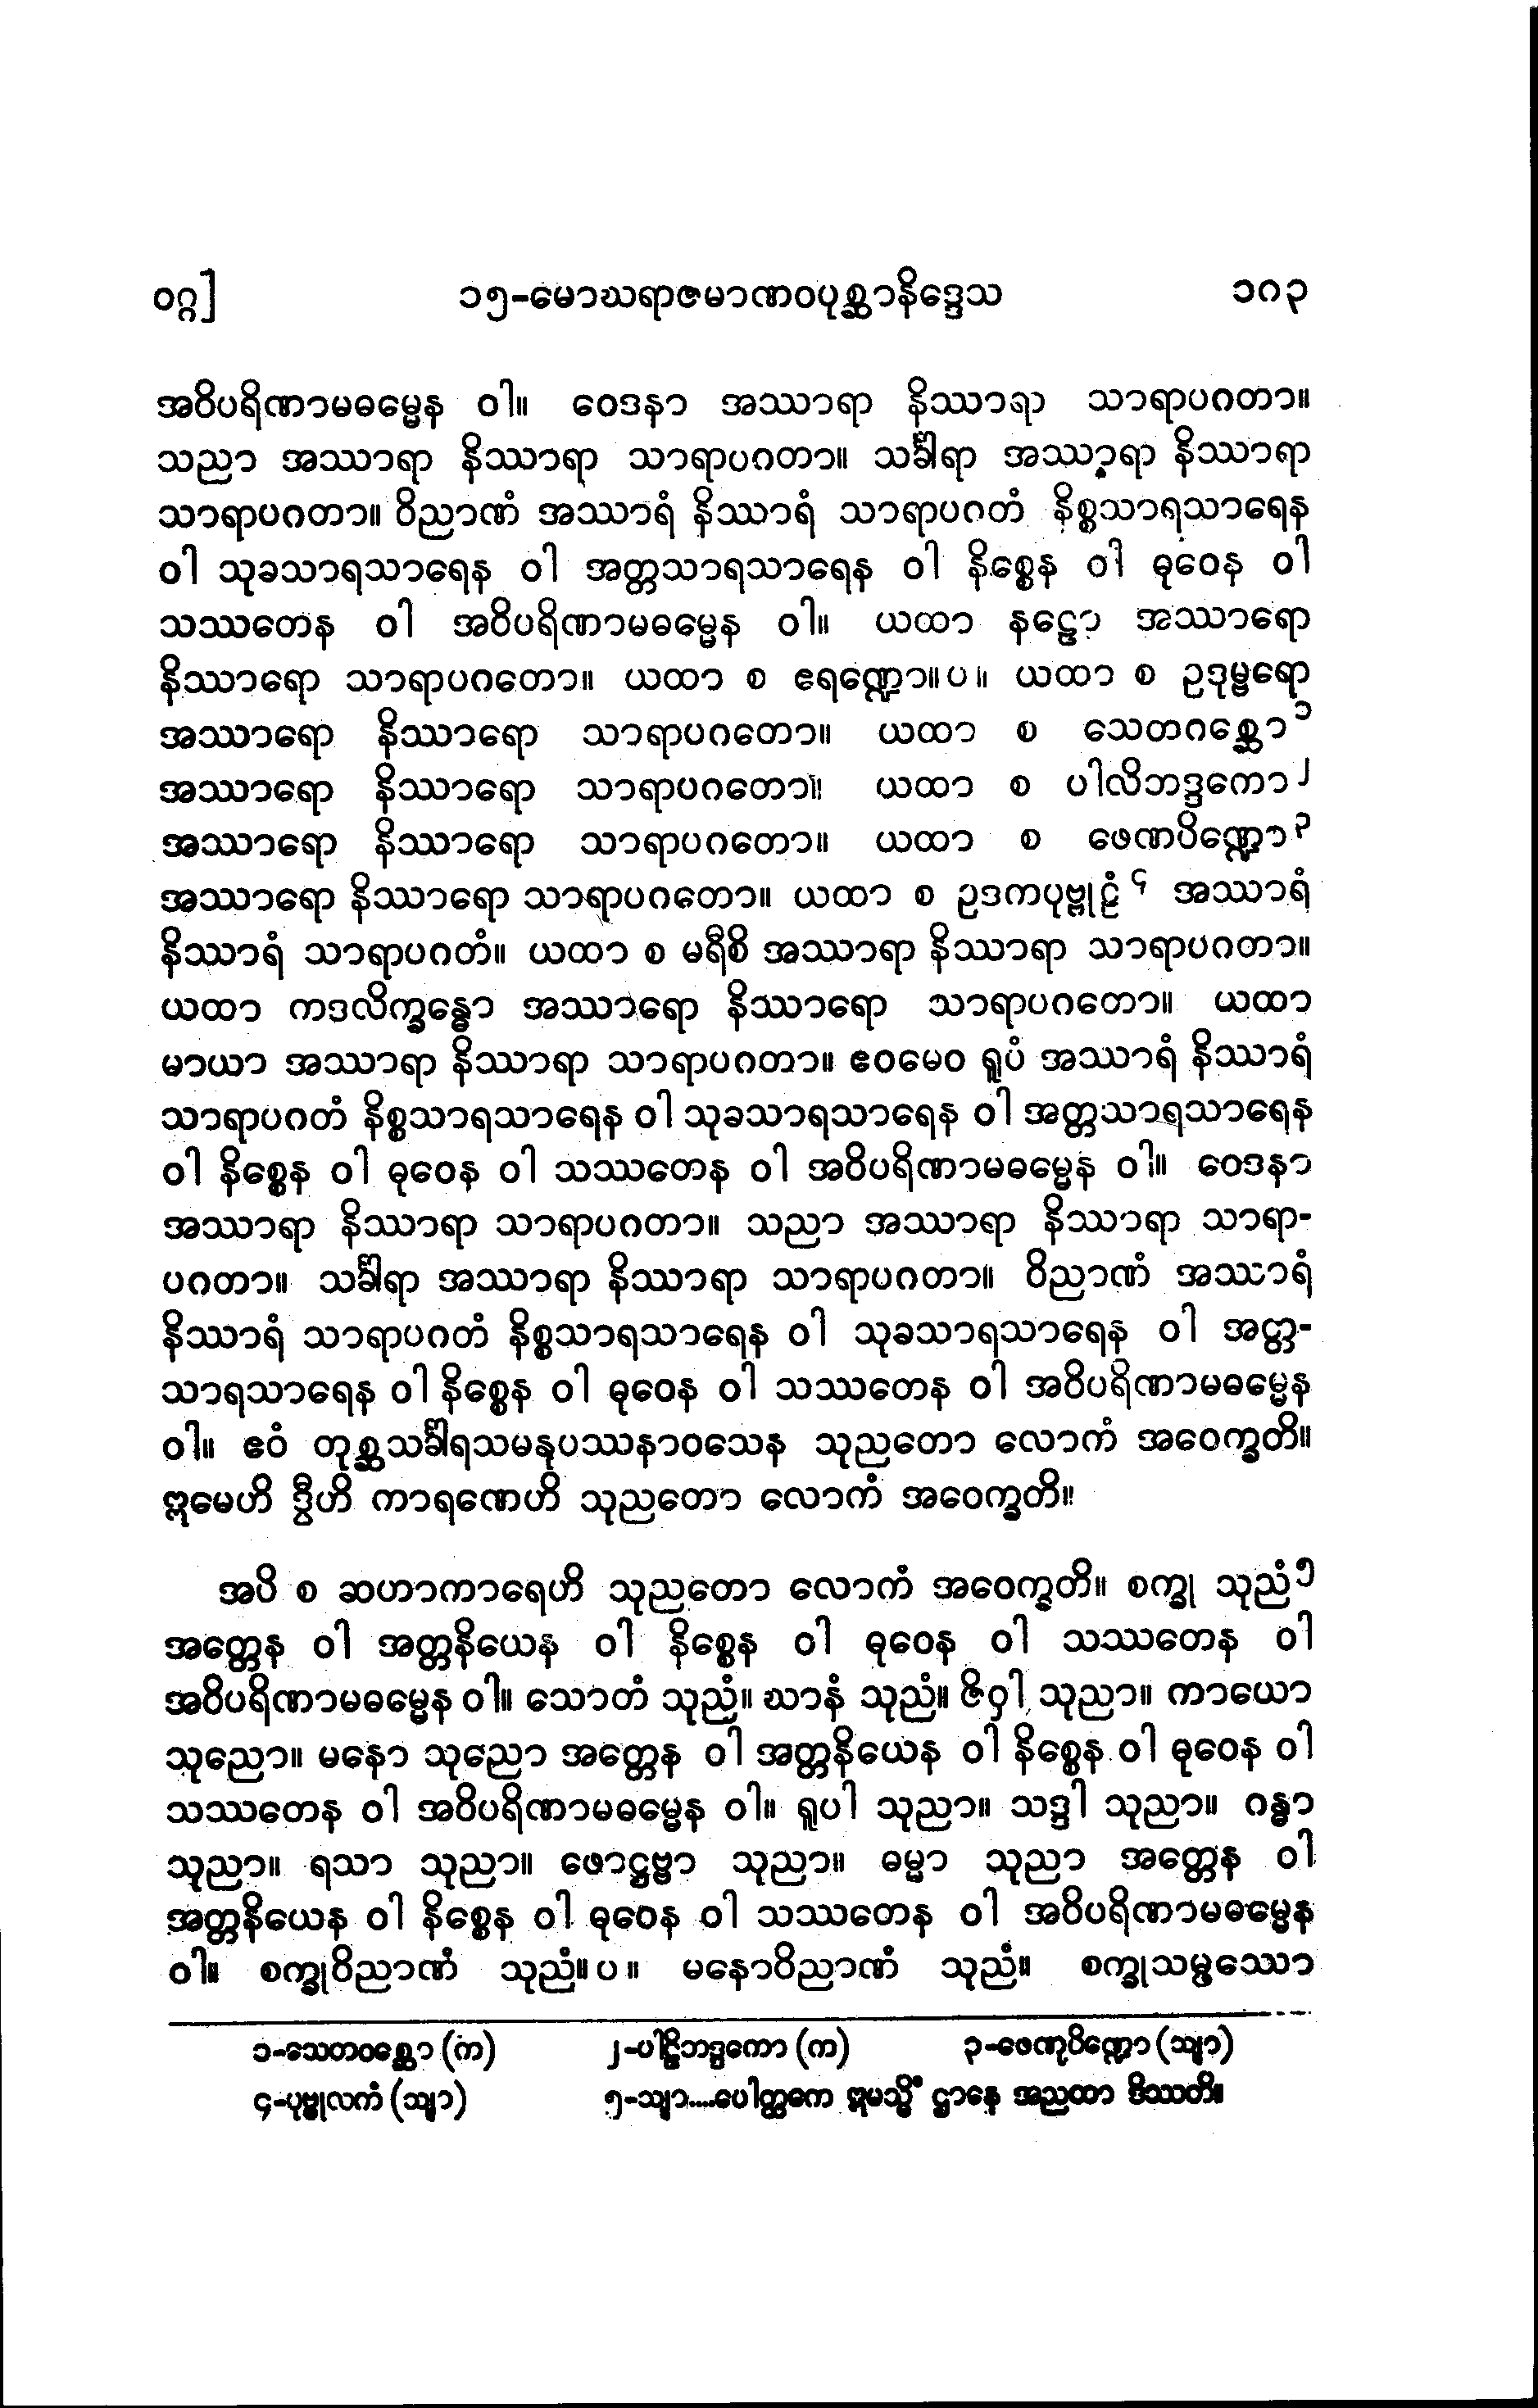 ဝဂ္ဂ]
၁၅-မောဃရာဇမာဏဝပုစ္ဆာနိဒ္ဒေသ
၁၈၃
အဝိပရိဏာမဓမ္မေန ဝါ။ ဝေဒနာ အဿာရာ နိဿာရာ သာရာပဂတာ။
သညာ အဿာရာ နိဿာရာ သာရာပဂတာ။ သင်္ခါရာ အဿာရာ နိဿာရာ
သာရာပဂတာ။ ဝိညာဏံ အဿာရံ နိဿာရံ သာရာပဂတံ နိစ္စသာရသာရေန
ဝါ သုခသာရသာရေန ဝါ အတ္တသာရသာရေန ဝါ နိစ္စေန ဝါ ဓုဝေန ဝါ
သဿတေန ဝါ အဝိပရိဏာမဓမ္မေန ဝါ။ ယထာ နဠော အဿာရော
နိဿာရော သာရာပဂတော။ ယထာ စ ဧရဏ္ဍော။ပ။ ယထာ စ ဥဒုမ္ဗရော
အဿာရော နိဿာရော သာရာပဂတော။ ယထာ စ သေတဂစ္ဆော၁
အဿာရော နိဿာရော သာရာပဂတော။ ယထာ စ ပါလိဘဒ္ဒကော၂
အဿာရော နိဿာရော သာရာပဂတော။ ယထာ စ ဖေဏပိဏ္ဍော၃
အဿာရော နိဿာရော သာရာပဂတော။ ယထာ စ ဥဒကပုဗ္ဗုဠံ၄ အဿာရံ
နိဿာရံ သာရာပဂတံ။ ယထာ စ မရီစိ အဿာရာ နိဿာရာ သာရာပဂတာ။
ယထာ ကဒလိက္ခန္ဓော အဿာရော နိဿာရော သာရာပဂတော။ ယထာ
မာယာ အဿာရာ နိဿာရာ သာရာပဂတာ။ ဧဝမေဝ ရူပံ အဿာရံ နိဿာရံ
သာရာပဂတံ နိစ္စသာရသာရေန ဝါ သုခသာရသာရေန ဝါ အတ္တသာရသာရေန
ဝါ နိစ္စေန ဝါ ဓုဝေန ဝါ သဿတေန ဝါ အဝိပရိဏာမဓမ္မေန ဝါ။ ဝေဒနာ
အဿာရာ နိဿာရာ သာရာပဂတာ။ သညာ အဿာရာ နိဿာရာ သာရာ-
ပဂတာ။ သင်္ခါရာ အဿာရာ နိဿာရာ သာရာပဂတာ။ ဝိညာဏံ အဿာရံ
နိဿာရံ သာရာပဂတံ နိစ္စသာရသာရေန ဝါ သုခသာရသာရေန ဝါ အတ္တ-
သာရသာရေန ဝါ နိစ္စေန ဝါ ဓုဝေန ဝါ သဿတေန ဝါ အဝိပရိဏာမဓမ္မေန
ဝါ။ ဧဝံ တုစ္ဆသင်္ခါရသမနုပဿနာဝသေန သုညတော လောကံ အဝေက္ခတိ။
ဣမေဟိ ဒွီဟိ ကာရဏေဟိ သုညတော လောကံ အဝေက္ခတိ။
အပိ စ ဆဟာကာရေဟိ သုညတော လောကံ အဝေက္ခတိ။ စက္ခု သုညံ၅
အတ္တေန ဝါ အတ္တနိယေန ဝါ နိစ္စေန ဝါ ဓုဝေန ဝါ သဿတေန ဝါ
အဝိပရိဏာမဓမ္မေန ဝါ။ သောတံ သုညံ။ ဃာနံ သုညံ။ ဇိဝှါ သုညာ။ ကာယော
သုညော။ မနော သုညော အတ္တေန ဝါ အတ္တနိယေန ဝါ နိစ္စေန ဝါ ဓုဝေန ဝါ
သဿတေန ဝါ အဝိပရိဏာမဓမ္မေန ဝါ။ ရူပါ သုညာ။ သဒ္ဒါ သုညာ။ ဂန္ဓာ
သုညာ။ ရသာ သုညာ။ ဖောဋ္ဌဗ္ဗာ သုညာ။ ဓမ္မာ သုညာ အတ္တေန ဝါ
အတ္တနိယေန ဝါ နိစ္စေန ဝါ ဓုဝေန ဝါ သဿတေန ဝါ အဝိပရိဏာမဓမ္မေန
ဝါ။ စက္ခုဝိညာဏံ သုညံ။ပ။ မနောဝိညာဏံ သုညံ။ စက္ခုသမ္ဖဿော
၁-သေတဝစ္ဆော (က) ၂-ပါဠိဘဒ္ဒကော (က) ၃-ဖေဏုပိဏ္ဍော (သျာ)
၄-ပုဗ္ဗုလကံ (သျာ) ၅-သျာ....ပေါတ္ထကေ ဣမသ္မိံ ဌာနေ အညထာ ဒိဿတိ။